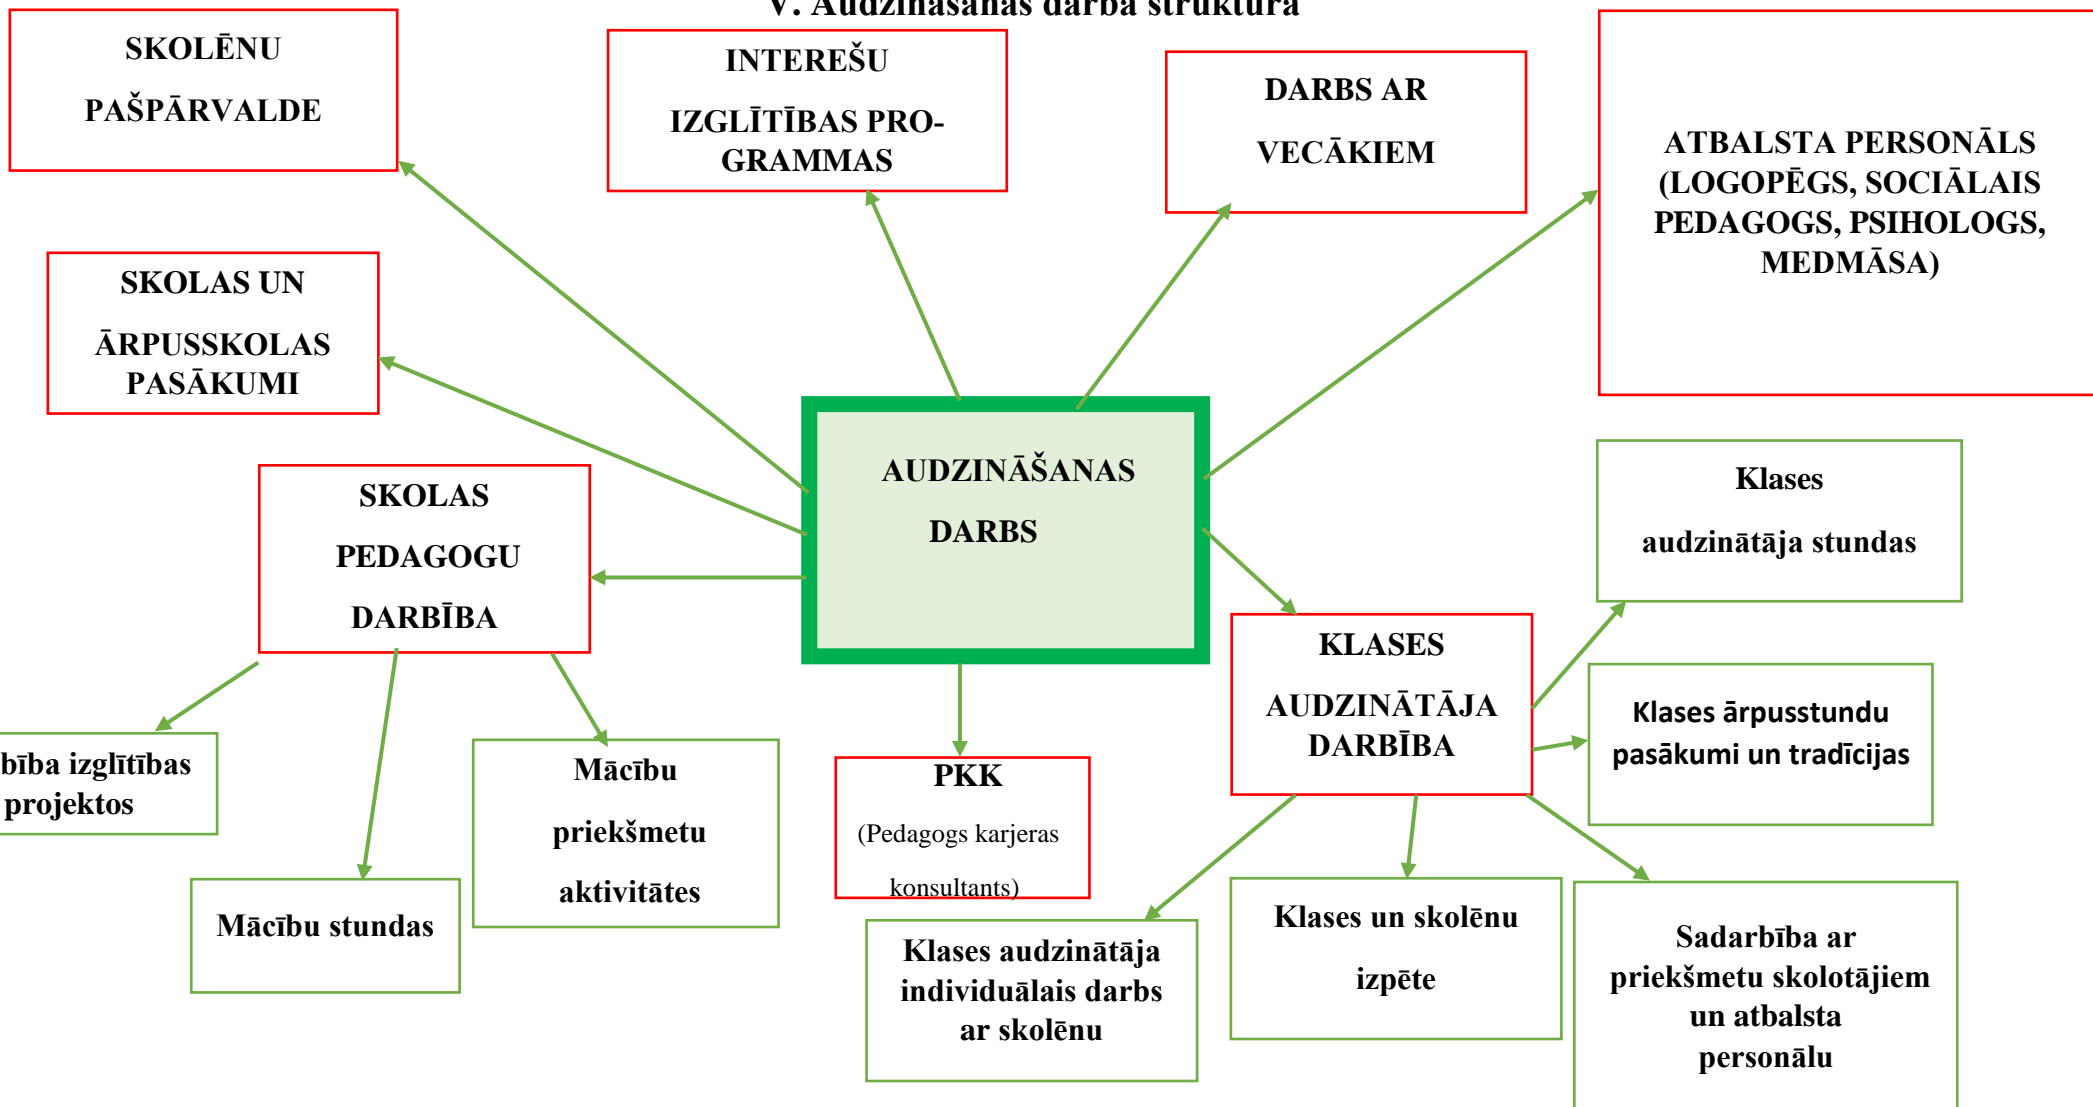 V. Audzināšanas darba struktūra
SKOLĒNU
PAŠPĀRVALDE
INTEREŠU
IZGLĪTĪBAS PRO-
GRAMMAS
DARBS AR
VECĀKIEM
ATBALSTA PERSONĀLS
(LOGOPĒGS, SOCIĀLAIS
PEDAGOGS, PSIHOLOGS,
MEDMĀSA)
SKOLAS UN
ĀRPUSSKOLAS
PASĀKUMI
AUDZINĀŠANAS
DARBS
SKOLAS
PEDAGOGU
DARBĪBA
Klases
audzinātāja stundas
KLASES
AUDZINĀTĀJA
DARBĪBA
Klases ārpusstundu
pasākumi un tradīcijas
izglītības
projektos
Mācību
priekšmetu
aktivitātes
PKK
(Pedagogs karjeras
konsultants)
Mācību stundas
Klases audzinātāja
individuālais darbs
ar skolēnu
Klases un skolēnu
izpēte
Sadarbība ar
priekšmetu skolotājiem
un atbalsta
personālu